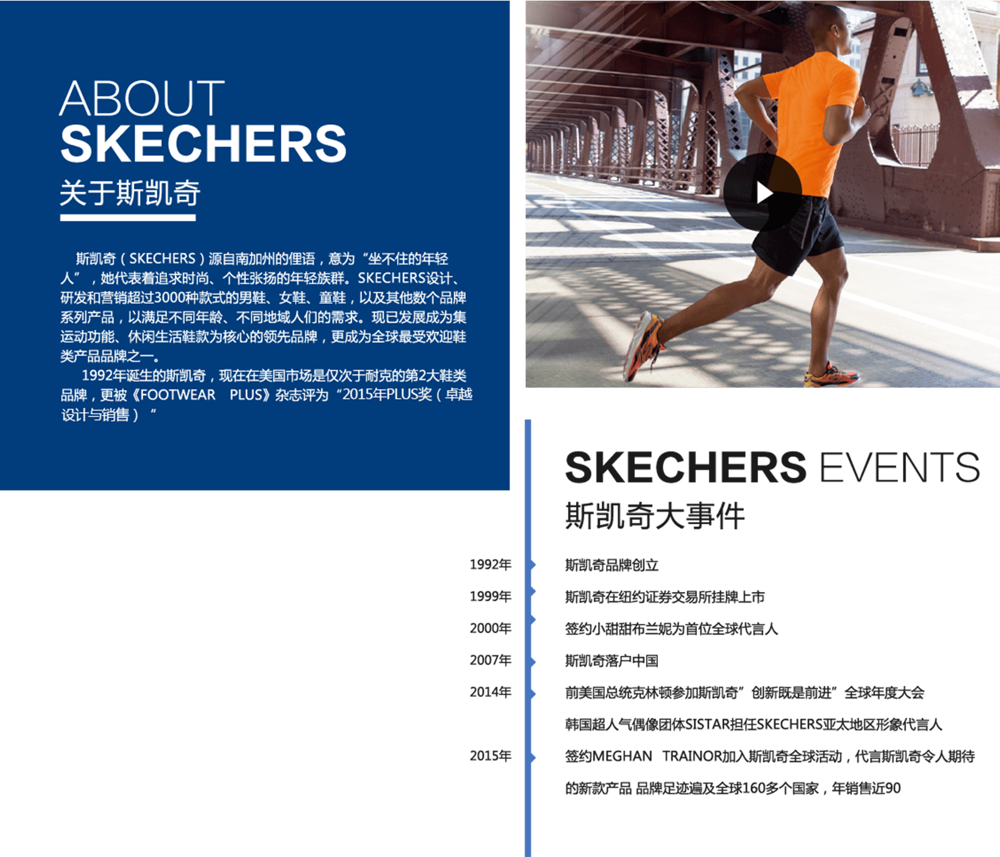 ABOUT
SKECHERS
关于斯凯奇
斯凯奇（SKECHERS）源自南加州的俚语，意为“坐不住的年轻
人”，她代表着追求时尚、个性张扬的年轻族群。SKECHERS设计、
研发和营销超过3000种款式的男鞋、女鞋、童鞋，以及其他数个品牌
系列产品，以满足不同年龄、不同地域人们的需求。现已发展成为集
运动功能、休闲生活鞋款为核心的领先品牌，更成为全球最受欢迎鞋
类产品品牌之一。
1992年诞生的斯凯奇，现在在美国市场是仅次于耐克的第2大鞋类
品牌，更被《FOOTWEAR PLUS》杂志评为“2015年PLUS奖（卓越
设计与销售）“
SKECHERS EVENTS
斯凯奇大事件
1992年 斯凯奇品牌创立
1999年 斯凯奇在纽约证券交易所挂牌上市
2000年 签约小甜甜布兰妮为首位全球代言人
2007年 斯凯奇落户中国
2014年 前美国总统克林顿参加斯凯奇”创新既是前进”全球年度大会
韩国超人气偶像团体SISTAR担任SKECHERS亚太地区形象代言人
2015年 签约MEGHAN TRAINOR加入斯凯奇全球活动，代言斯凯奇令人期待
的新款产品 品牌足迹遍及全球160多个国家，年销售近90